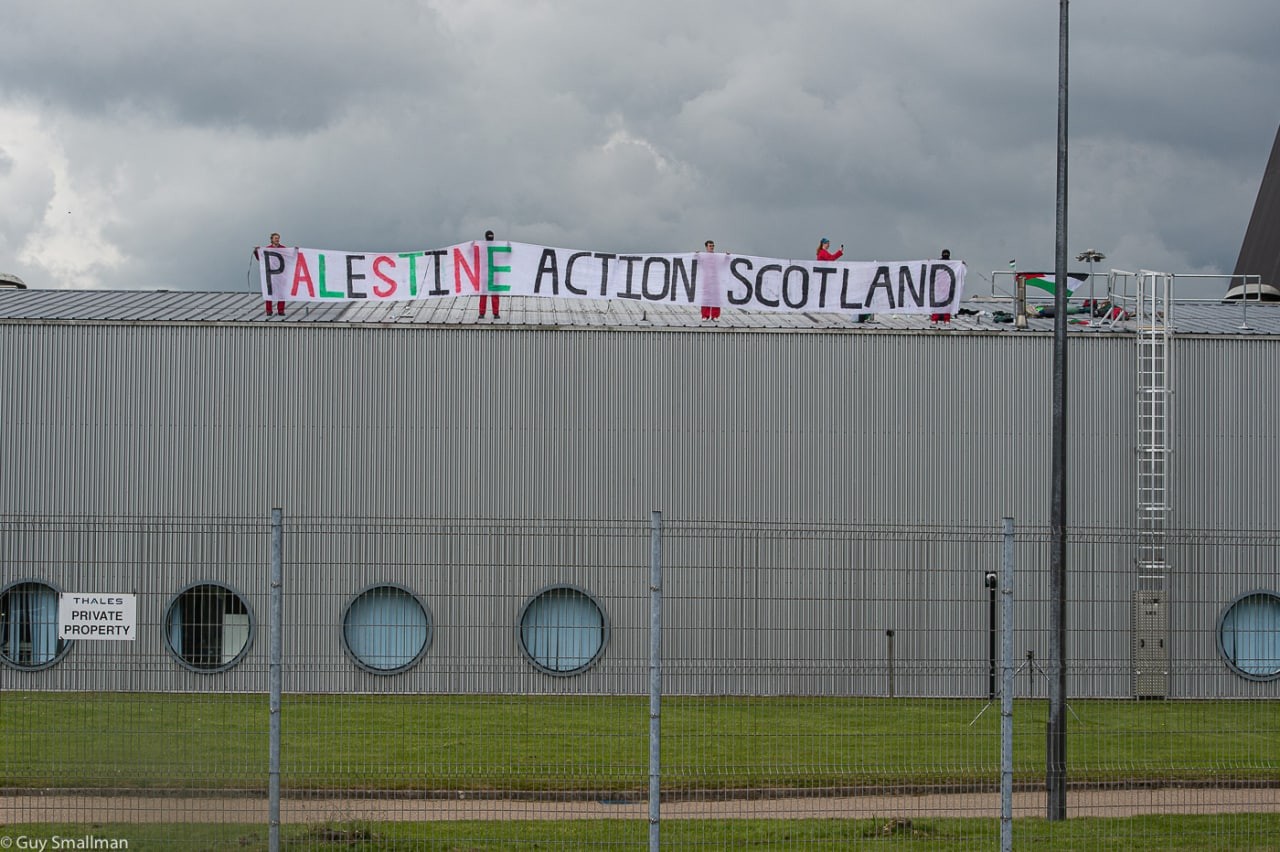 PALESTINE ACTION SCOTLAND
THALES
PRIVATE
PROPERTY
© Guy Smallman